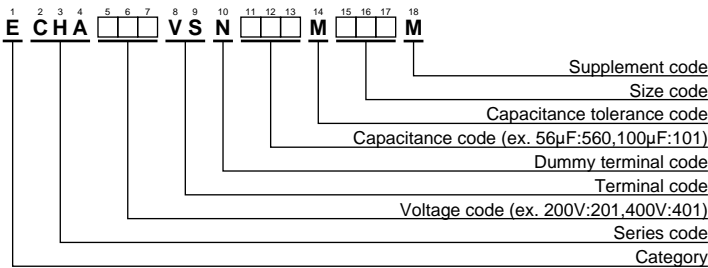 1 2 3 4 5 6 7 8 9 10 11 12 13 14 15 16 17 18
E CHA VS N M M
Supplement code
Size code
Capacitance tolerance code
Capacitance code (ex. 56µF:560,100µF:101)
Dummy terminal code
Terminal code
Voltage code (ex. 200V:201,400V:401)
Series code
Category